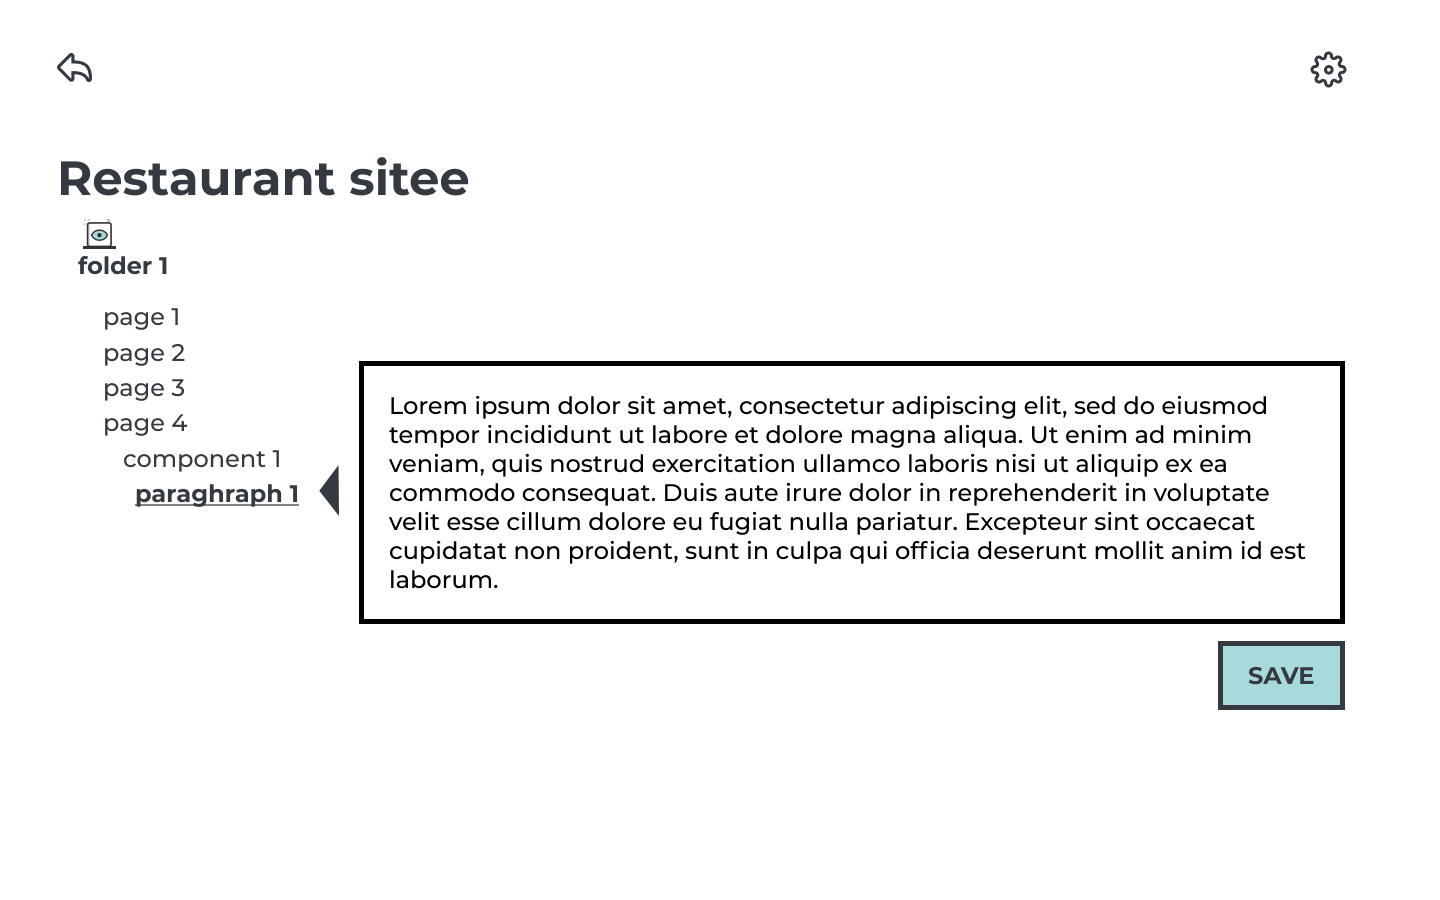 Restaurant sitee
folder 1
page 1
page 2
page 3
page 4
component 1
paraghraph 1
Lorem ipsum dolor sit amet, consectetur adipiscing elit, sed do eiusmod
tempor incididunt ut labore et dolore magna aliqua. Ut enim ad minim
veniam, quis nostrud exercitation ullamco laboris nisi ut aliquip ex ea
commodo consequat. Duis aute irure dolor in reprehenderit in voluptate
velit esse cillum dolore eu fugiat nulla pariatur. Excepteur sint occaecat
cupidatat non proident, sunt in culpa qui officia deserunt mollit anim id est
laborum.
SAVE